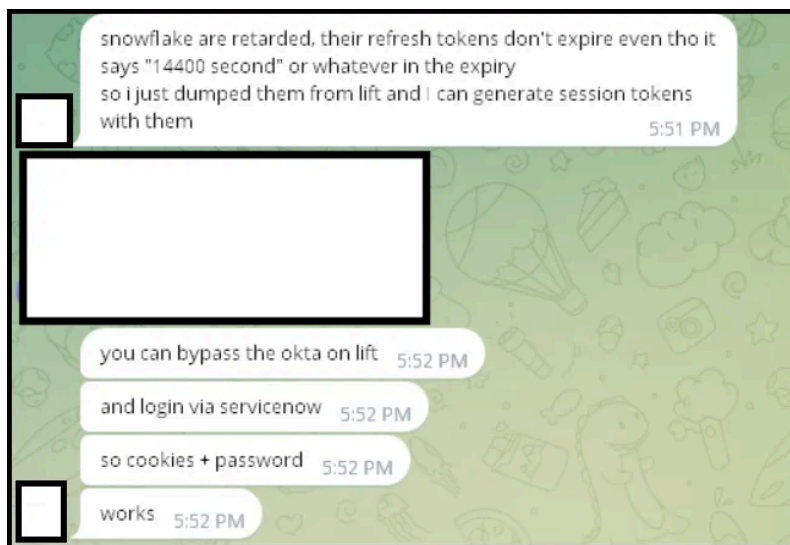 snowflake are retarded, their refresh tokens don't expire even tho it
says "14400 second" or whatever in the expiry
so i just dumped them from lift and i can generate session tokens
with them
5:51 PM
you can bypass the okta on lift 5:52 PM
and login via servicenow 5:52 PM
so cookies + password 5:52 PM
works 5:52 PM